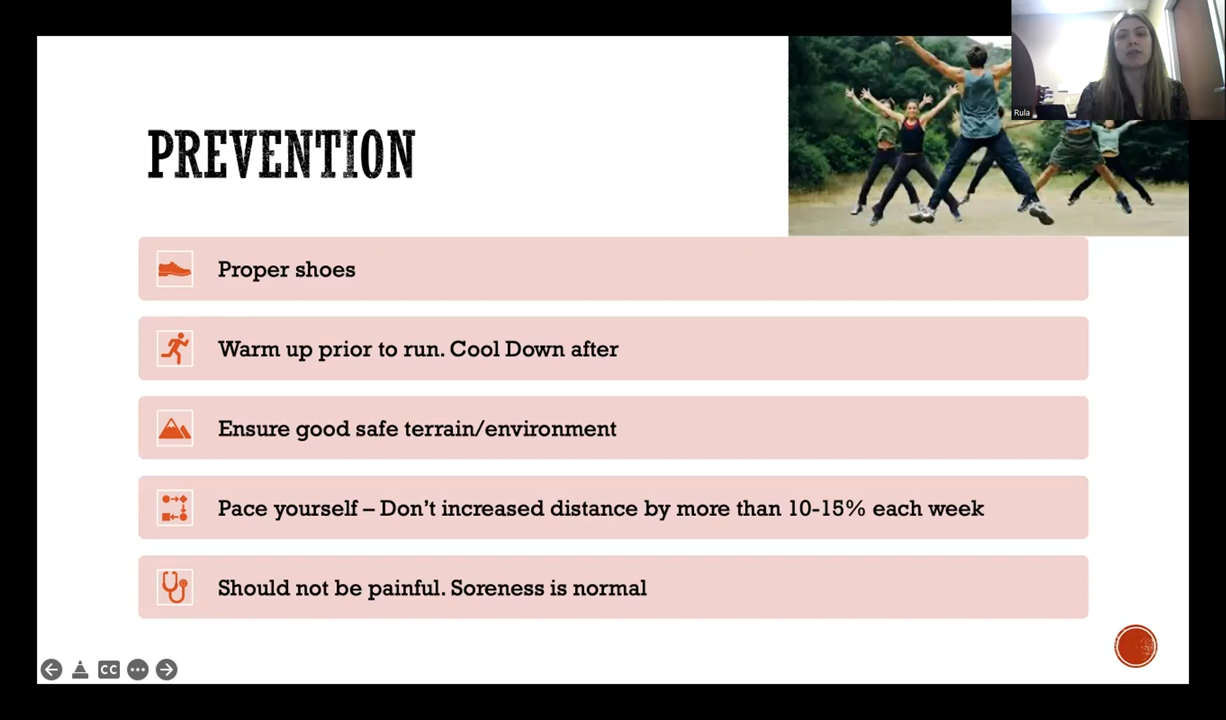 Rula
PREVENTION
Proper shoes
Warm up prior to run. Cool Down after
Ensure good safe terrain/environment
Pace yourself – Don't increased distance by more than 10-15% each week
Should not be painful. Soreness is normal
CC